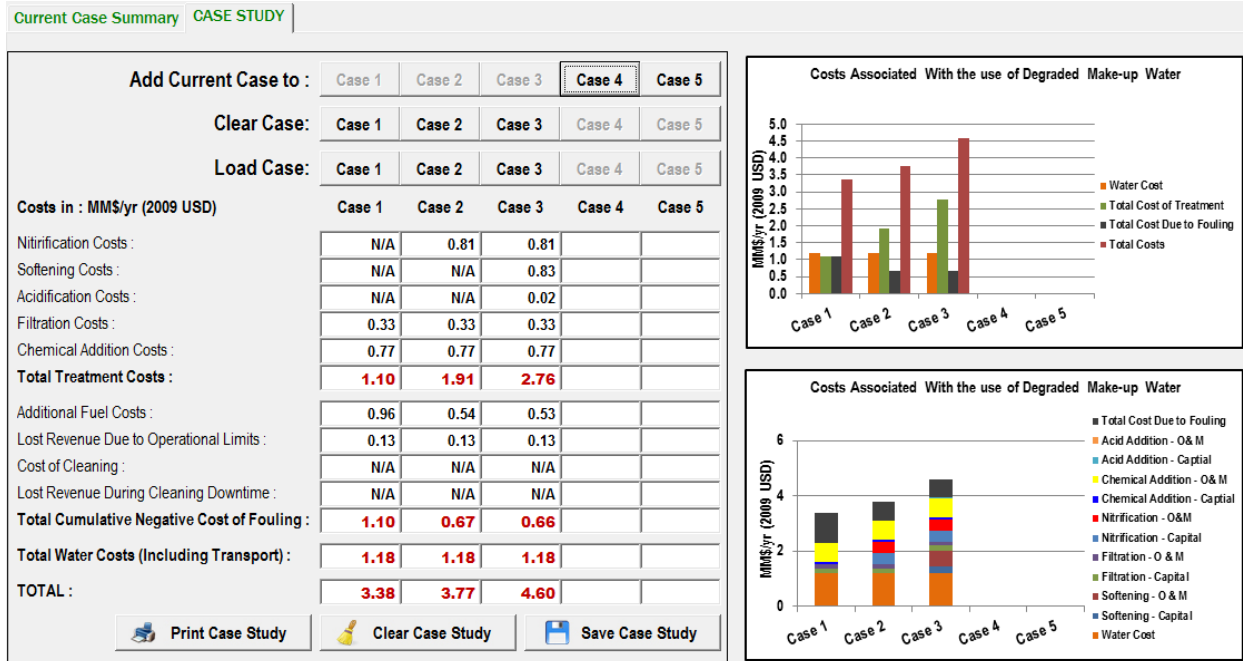 Current Case Summary CASE STUDY
Add Current Case to : Case 1 Case 2 Case 3 Case 4 Case 5
Clear Case: Case 1 Case 2 Case 3 Case 4 Case 5
Load Case: Case 1 Case 2 Case 3 Case 4 Case 5
Costs in : MM$/yr (2009 USD) Case 1 Case 2 Case 3 Case 4 Case 5
Nitirification Costs : N/A 0.81 0.81
Softening Costs : N/A N/A 0.83
Acidification Costs : N/A N/A 0.02
Filtration Costs : 0.33 0.33 0.33
Chemical Addition Costs : 0.77 0.77 0.77
Total Treatment Costs : 1.10 1.91 2.76
Additional Fuel Costs : 0.96 0.54 0.53
Lost Revenue Due to Operational Limits : 0.13 0.13 0.13
Cost of Cleaning : N/A N/A N/A
Lost Revenue During Cleaning Downtime : N/A N/A N/A
Total Cumulative Negative Cost of Fouling : 1.10 0.67 0.66
Total Water Costs (Including Transport) : 1.18 1.18 1.18
TOTAL : 3.38 3.77 4.60
Print Case Study Clear Case Study Save Case Study
Costs Associated With the use of Degraded Make-up Water
MM$/yr (2009 USD)
5.0
4.5
4.0
3.5
3.0
2.5
2.0
1.5
1.0
0.5
0.0
Case 1 Case 2 Case 3 Case 4 Case 5
Water Cost
Total Cost of Treatment
Total Cost Due to Fouling
Total Costs
Costs Associated With the use of Degraded Make-up Water
MM$/yr (2009 USD)
6
4
2
0
Case 1 Case 2 Case 3 Case 4 Case 5
Total Cost Due to Fouling
Acid Addition - O&M
Acid Addition - Captial
Chemical Addition - O&M
Chemical Addition - Captial
Nitrification - O&M
Nitrification - Capital
Filtration - O & M
Filtration - Capital
Softening - O & M
Softening - Capital
Water Cost